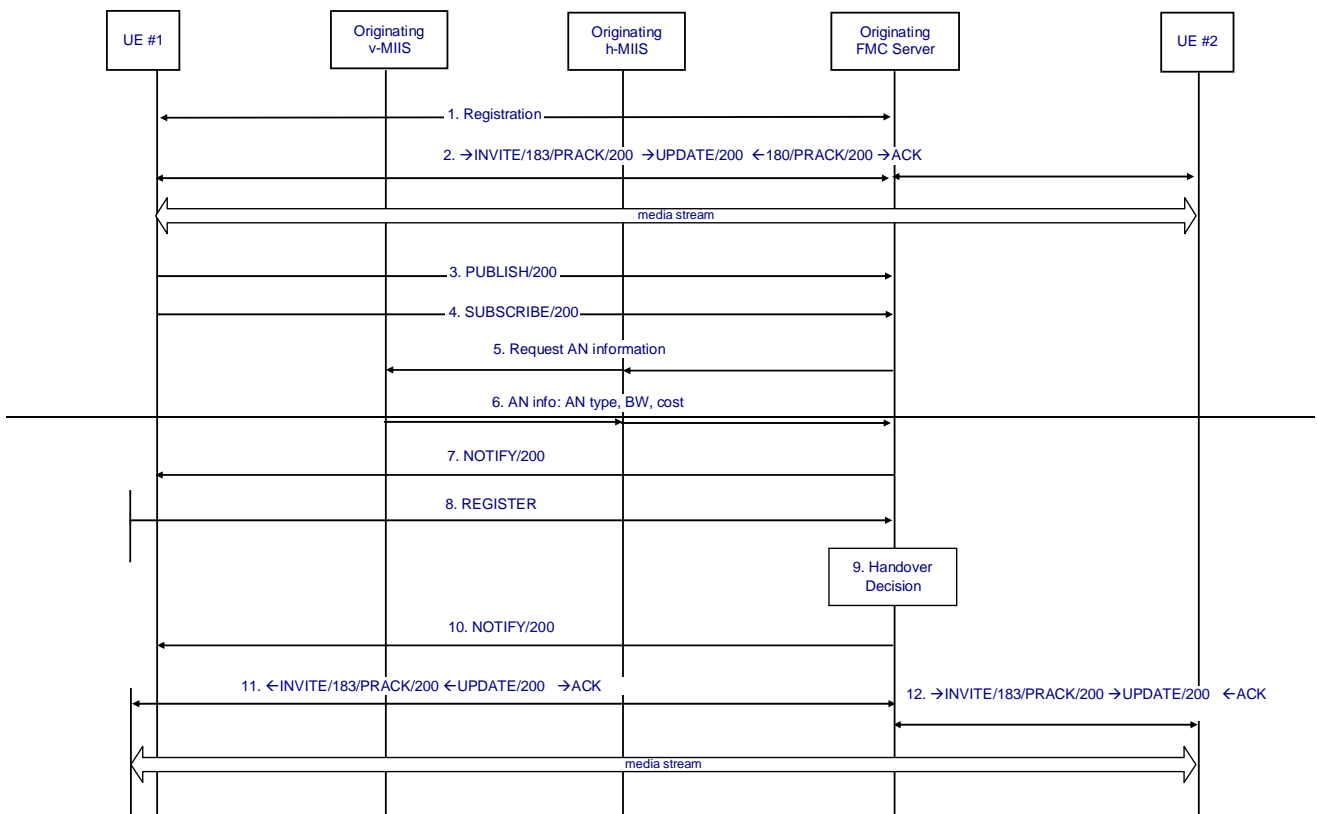 UE #1
Originating
v-MIIS
Originating
h-MIIS
Originating
FMC Server
UE #2
1. Registration
2. →INVITE/183/PRACK/200 →UPDATE/200 ←180/PRACK/200 →ACK
media stream
3. PUBLISH/200
4. SUBSCRIBE/200
5. Request AN information
6. AN info: AN type, BW, cost
7. NOTIFY/200
8. REGISTER
9. Handover
Decision
10. NOTIFY/200
11. ←INVITE/183/PRACK/200 ←UPDATE/200 →ACK
12. →INVITE/183/PRACK/200 →UPDATE/200 ←ACK
media stream